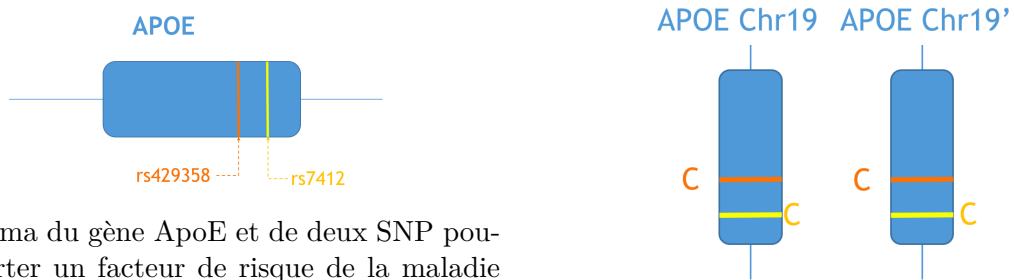 APOE
rs429358
rs7412
ma du gène ApoE et de deux SNP pou-
rter un facteur de risque de la maladie
APOE Chr19 APOE Chr19’
C C
C C